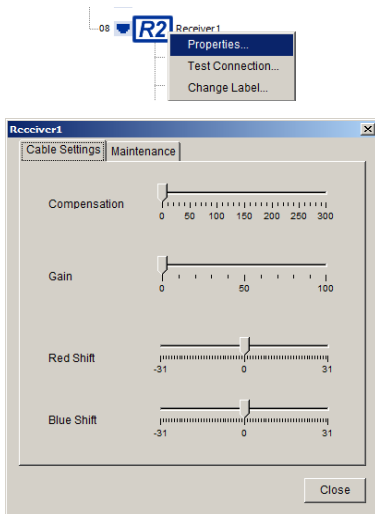 08 R2 Receiver1
Properties...
Test Connection...
Change Label...
Receiver1
Cable Settings Maintenance
Compensation
0 50 100 150 200 250 300
Gain
0 50 100
Red Shift
-31 0 31
Blue Shift
-31 0 31
Close